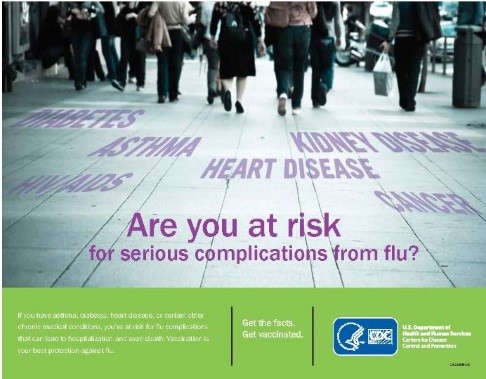 DIABETES
ASTHMA
KIDNEY DISEASE
HEART DISEASE
HIV/AIDS
CANCER
Are you at risk
for serious complications from flu?
If you have asthma, diabetes, heart disease, or certain other
chronic medical conditions, you're at risk for flu complications
that can lead to hospitalization and even death. Vaccination is
your best protection against flu.
Get the facts.
Get vaccinated.
CDC
U.S. Department of
Health and Human Services
Centers for Disease
Control and Prevention